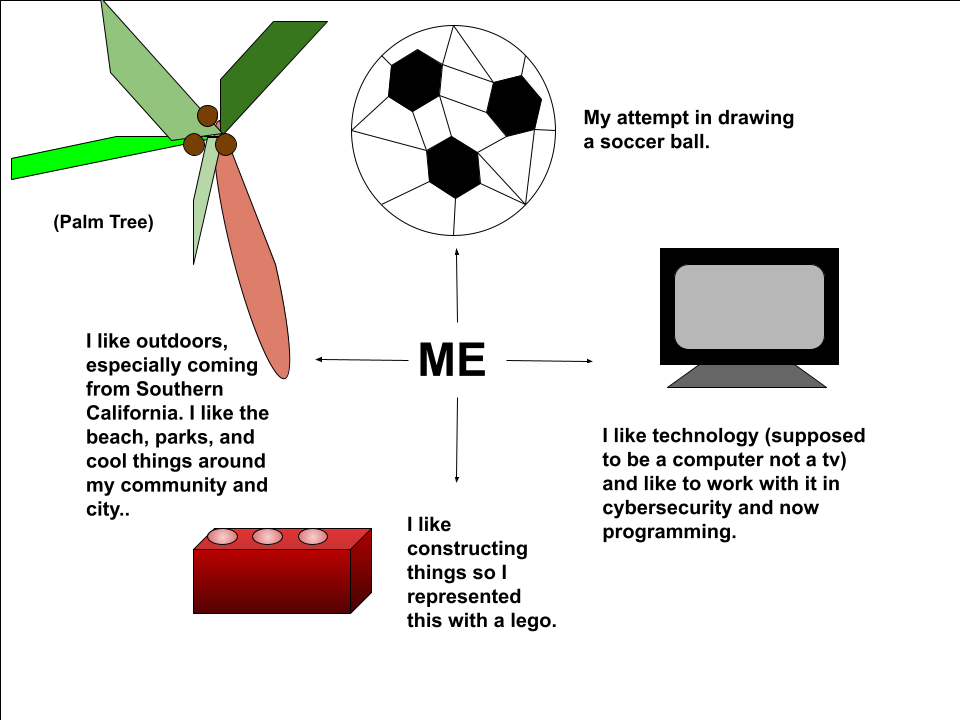 My attempt in drawing
a soccer ball.
(Palm Tree)
I like outdoors,
especially coming
from Southern
California. I like the
beach, parks, and
cool things around
my community and
city..
ME
I like technology (supposed
to be a computer not a tv)
and like to work with it in
cybersecurity and now
programming.
I like
constructing
things so I
represented
this with a lego.